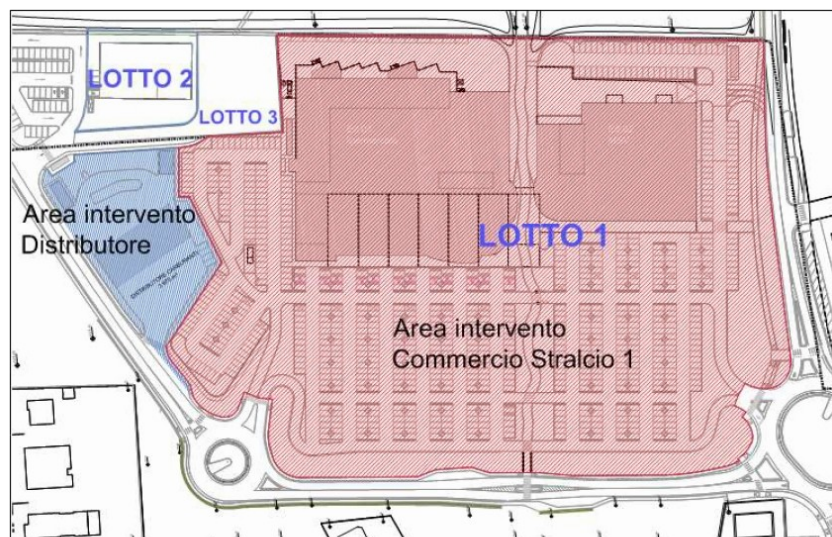 LOTTO 2
LOTTO 3
Area intervento
Distributore
LOTTO 1
Area intervento
Commercio Stralcio 1